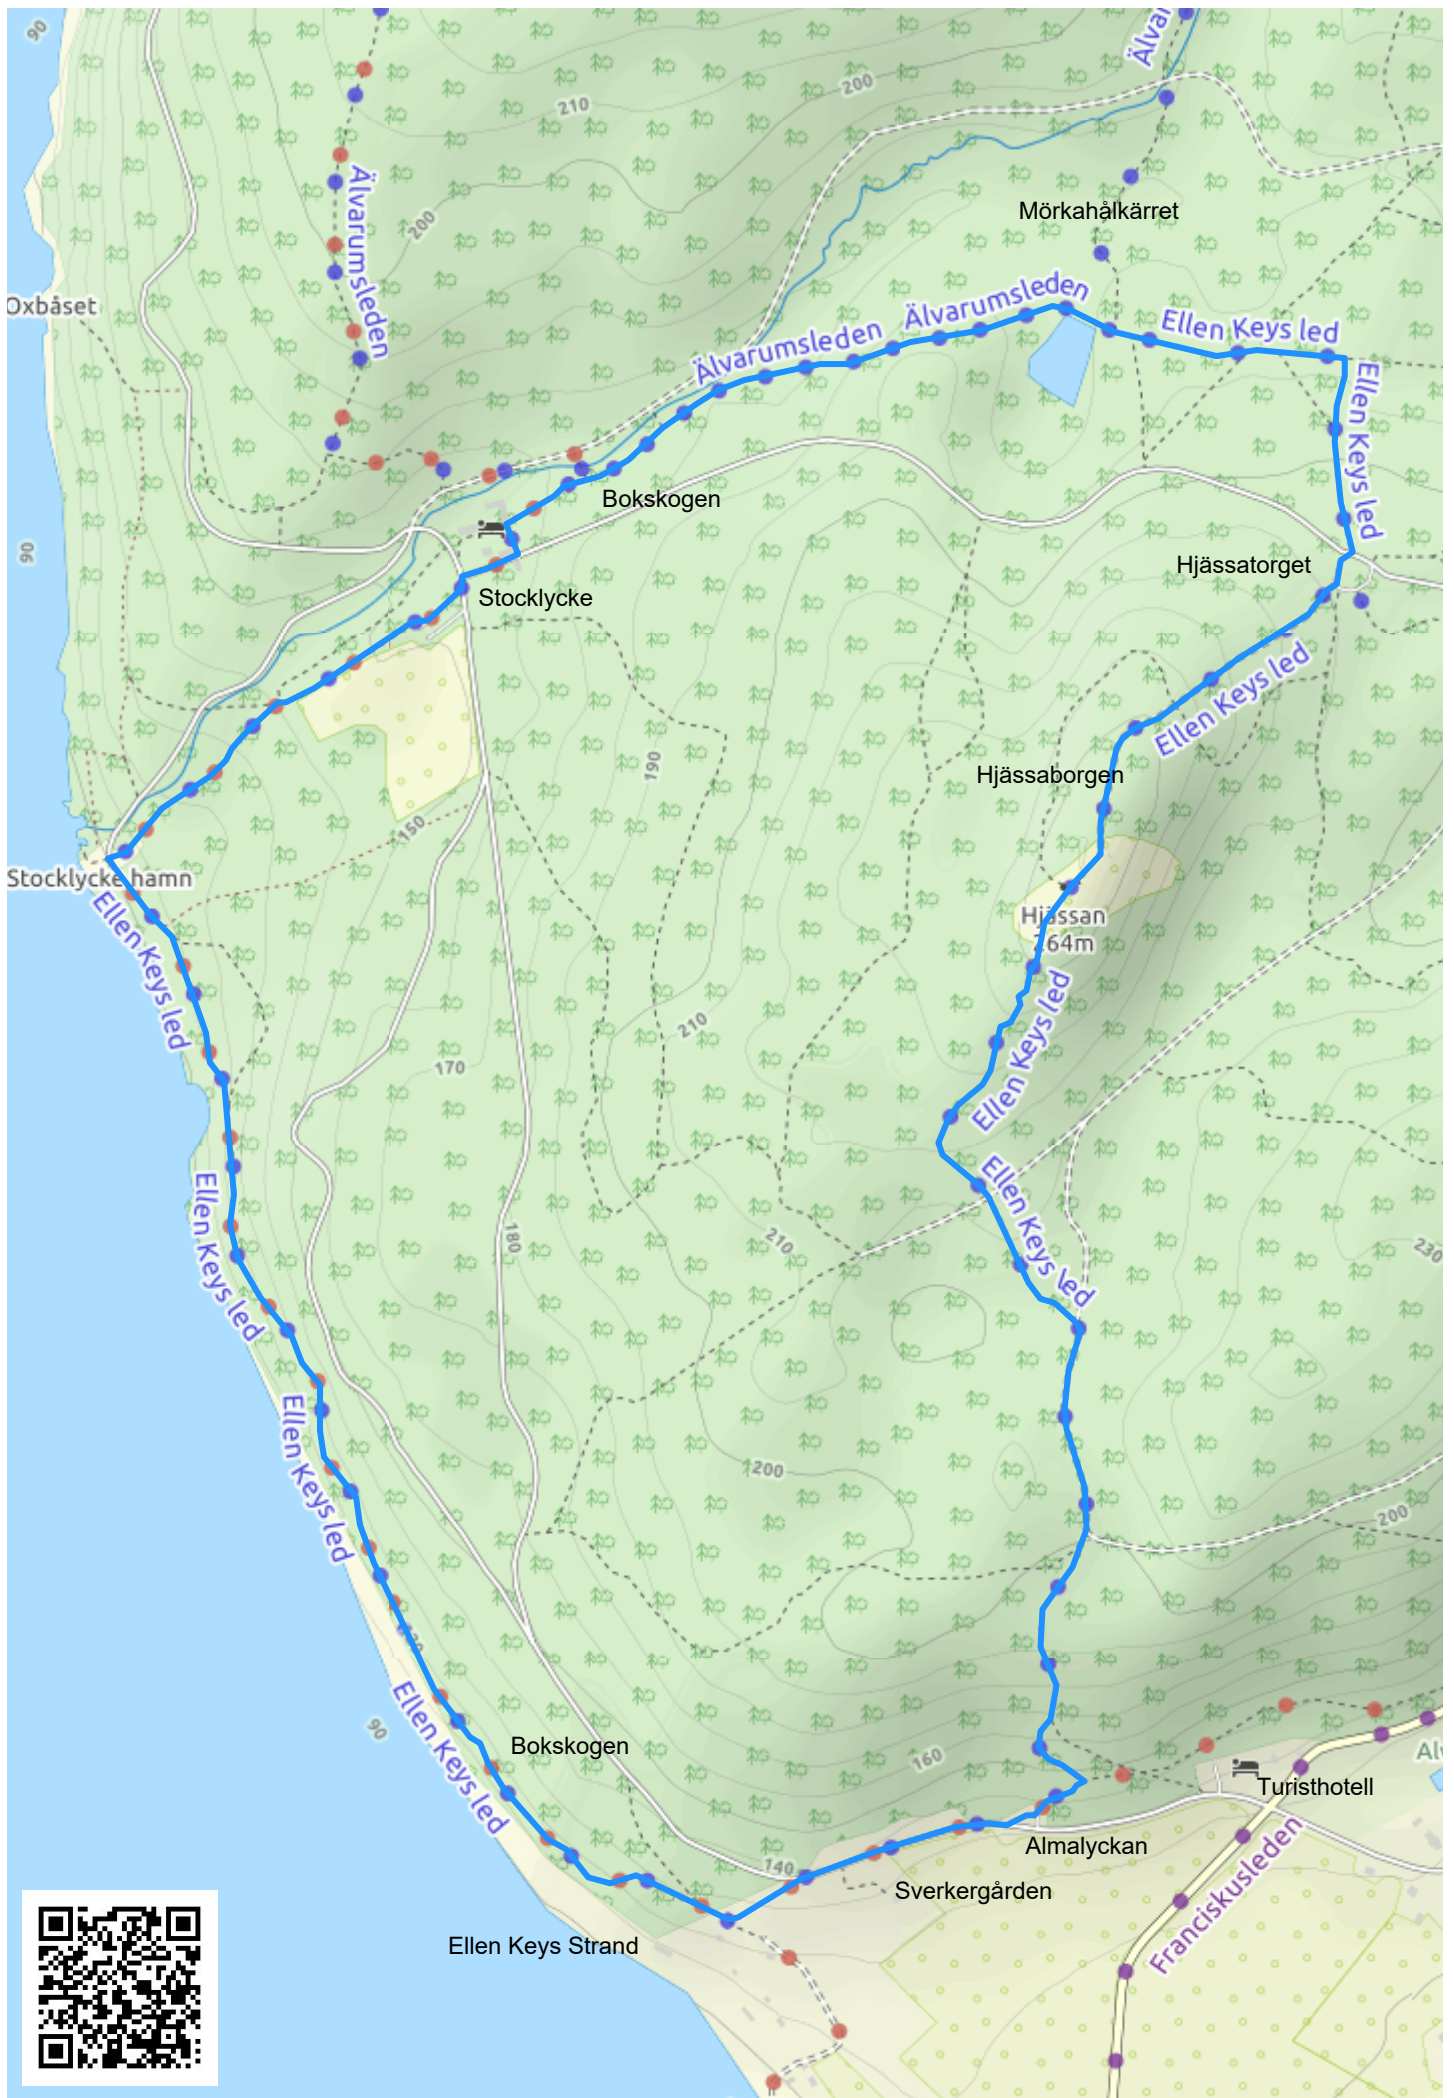 90
Älva
200
210
Älvarumsleden
200
Mörkahålkärret
Oxbåset
Älvarumsleden
Älvarumsleden
Ellen Keys led
Ellen Keys led
Bokskogen
90
Hjässatorget
Stocklycke
Ellen Keys led
190
Hjässaborgen
150
Stocklycke hamn
Hjässan
264m
Ellen Keys led
210
Ellen Keys led
170
Ellen Keys led
Ellen Keys led
180
210
230
Ellen Keys led
200
200
Ellen Keys led
90
Bokskogen
160
Al
Turisthotell
Almalyckan
140
Sverkergården
Ellen Keys Strand
Franciskusleden